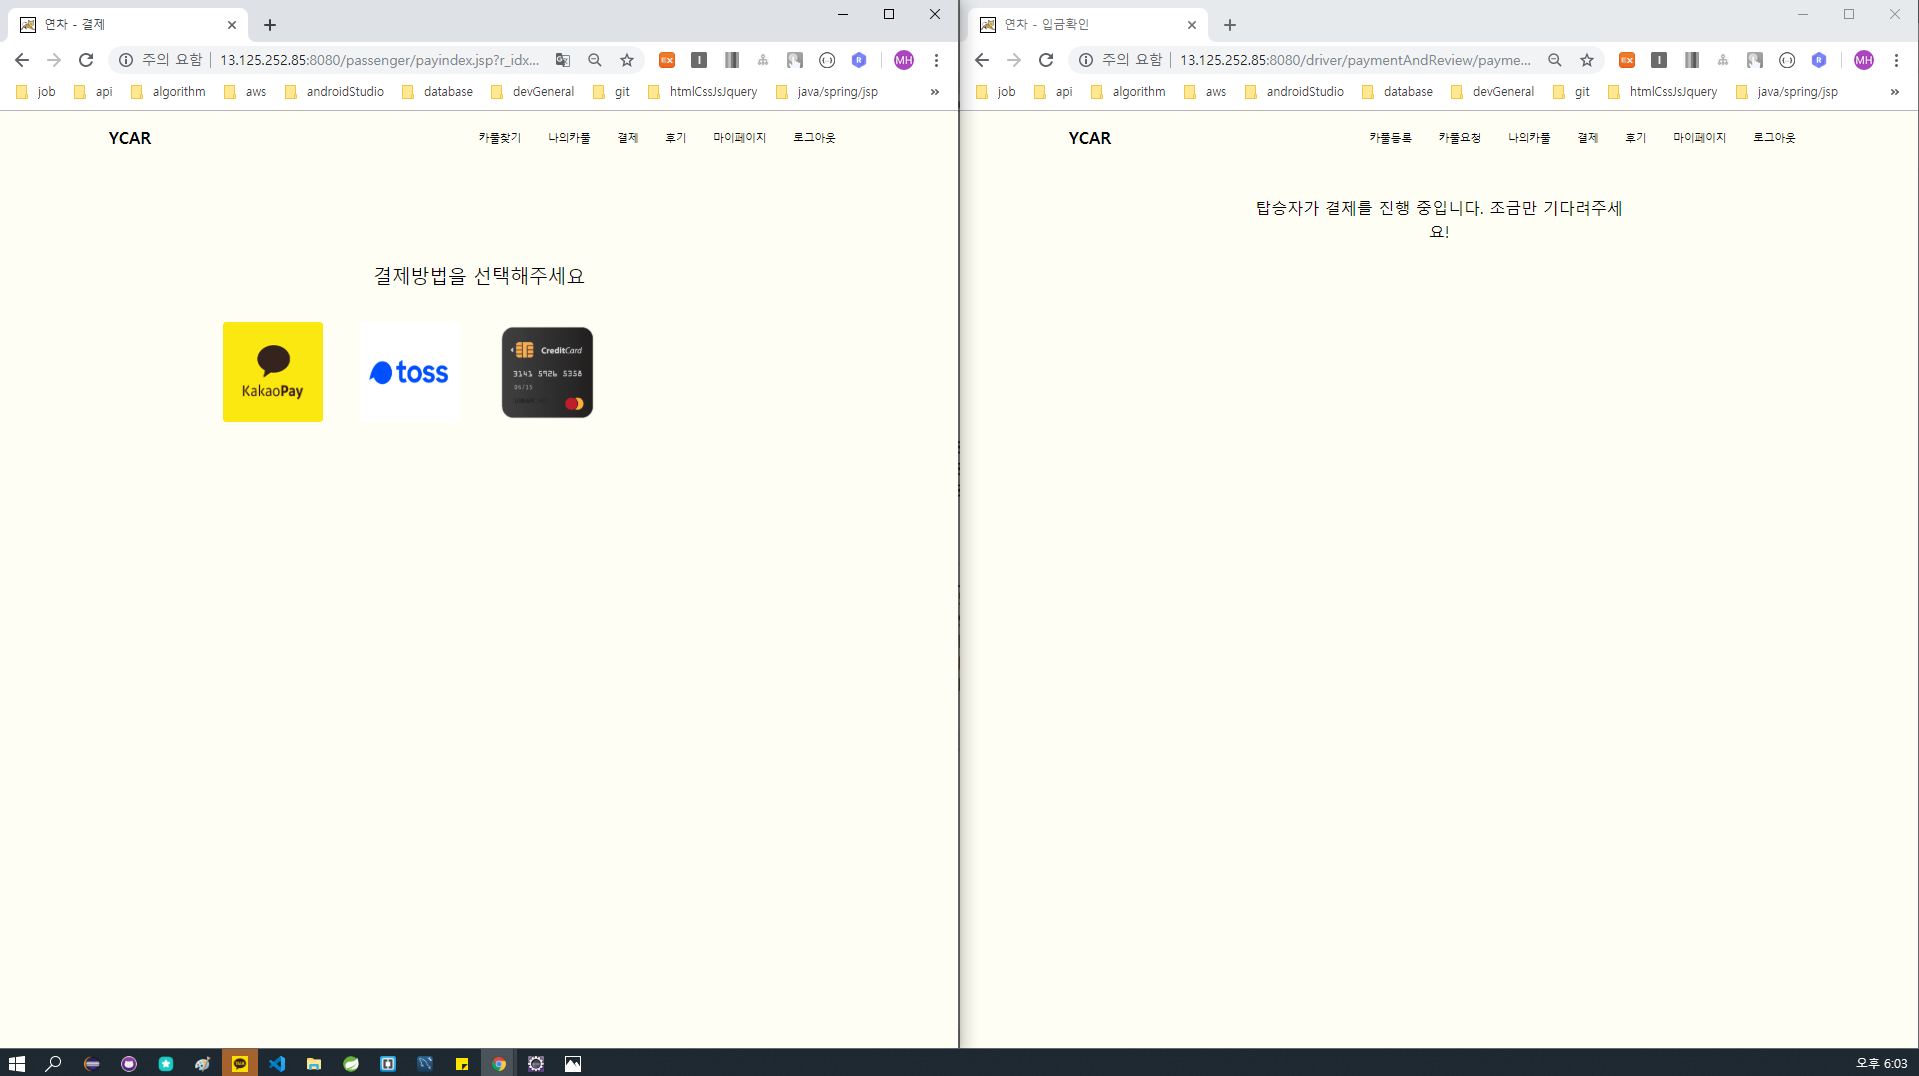 연차 - 결제
주의 요함 13.125.252.85:8080/passenger/payindex.jsp?r_idx...
EX I R MH
job api algorithm aws androidStudio database devGeneral git htmlCssJsJquery java/spring/jsp »
YCAR 카풀찾기 나의카풀 결제 후기 마이페이지 로그아웃
결제방법을 선택해주세요
KakaoPay
toss
CreditCard
3141 5926 5358
06/15
연차 - 입금확인
주의 요함 13.125.252.85:8080/driver/paymentAndReview/payme...
EX I R MH
job api algorithm aws androidStudio database devGeneral git htmlCssJsJquery java/spring/jsp »
YCAR 카풀등록 카풀요청 나의카풀 결제 후기 마이페이지 로그아웃
탑승자가 결제를 진행 중입니다. 조금만 기다려주세
요!
오후 6:03